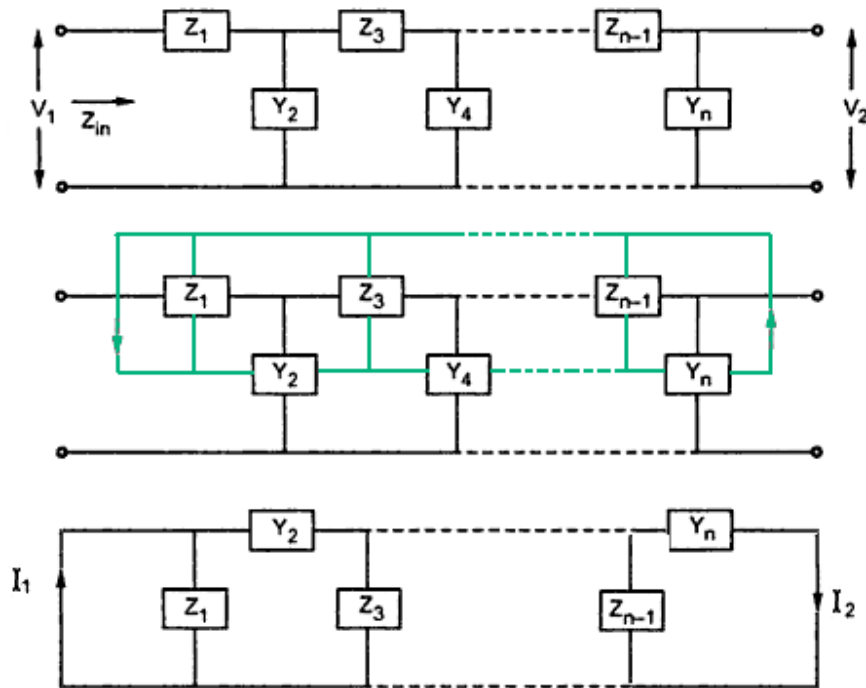 Z1 Z3 Zn−1
V1 Zin Y2 Y4 Yn V2
Z1 Z3 Zn−1
Y2 Y4 Yn
Y2 Yn
I1 Z1 Z3 Zn−1 I2